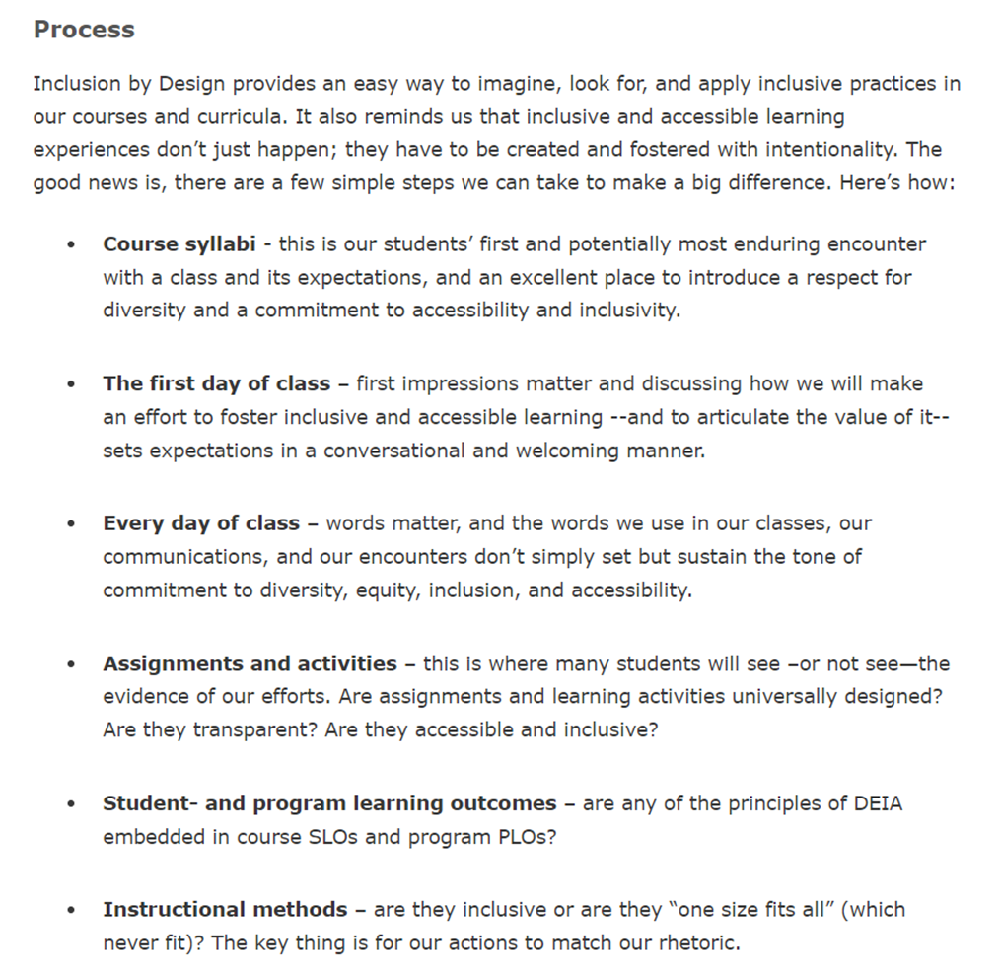 Process
Inclusion by Design provides an easy way to imagine, look for, and apply inclusive practices in
our courses and curricula. It also reminds us that inclusive and accessible learning
experiences don’t just happen; they have to be created and fostered with intentionality. The
good news is, there are a few simple steps we can take to make a big difference. Here’s how:
• Course syllabi - this is our students’ first and potentially most enduring encounter
with a class and its expectations, and an excellent place to introduce a respect for
diversity and a commitment to accessibility and inclusivity.
• The first day of class – first impressions matter and discussing how we will make
an effort to foster inclusive and accessible learning --and to articulate the value of it--
sets expectations in a conversational and welcoming manner.
• Every day of class – words matter, and the words we use in our classes, our
communications, and our encounters don’t simply set but sustain the tone of
commitment to diversity, equity, inclusion, and accessibility.
• Assignments and activities – this is where many students will see –or not see—the
evidence of our efforts. Are assignments and learning activities universally designed?
Are they transparent? Are they accessible and inclusive?
• Student- and program learning outcomes – are any of the principles of DEIA
embedded in course SLOs and program PLOs?
• Instructional methods – are they inclusive or are they “one size fits all” (which
never fit)? The key thing is for our actions to match our rhetoric.